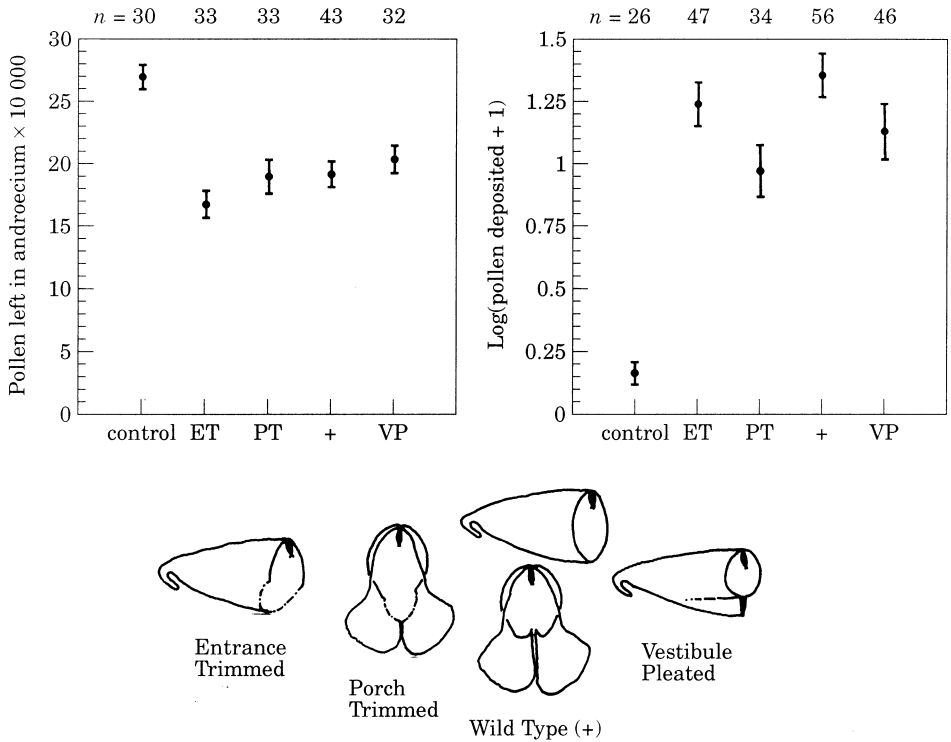 n = 30 33 33 43 32
Pollen left in androecium × 10 000
30
25
20
15
10
5
0
control ET PT + VP
n = 26 47 34 56 46
Log(pollen deposited + 1)
1.5
1.25
1
0.75
0.5
0.25
0
control ET PT + VP
Entrance
Trimmed
Porch
Trimmed
Wild Type (+)
Vestibule
Pleated